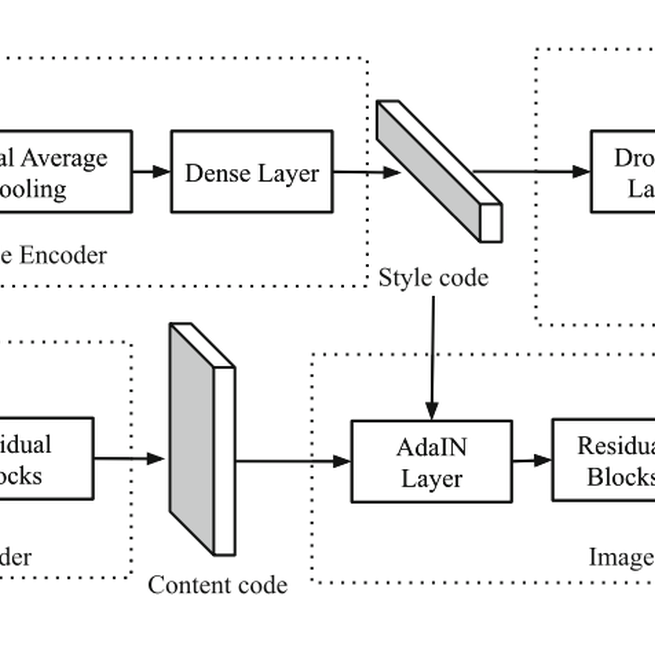 al Average
ooling
Dense Layer
Dro
La
e Encoder
Style code
idual
ocks
AdaIN
Layer
Residua
Blocks
der
Image
Content code